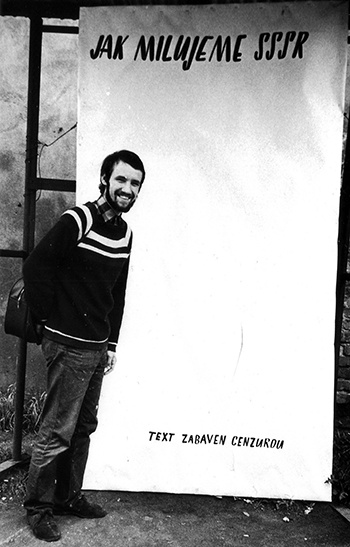 JAK MILUJEME SSSR
TEXT ZABAVEN CENZUROU